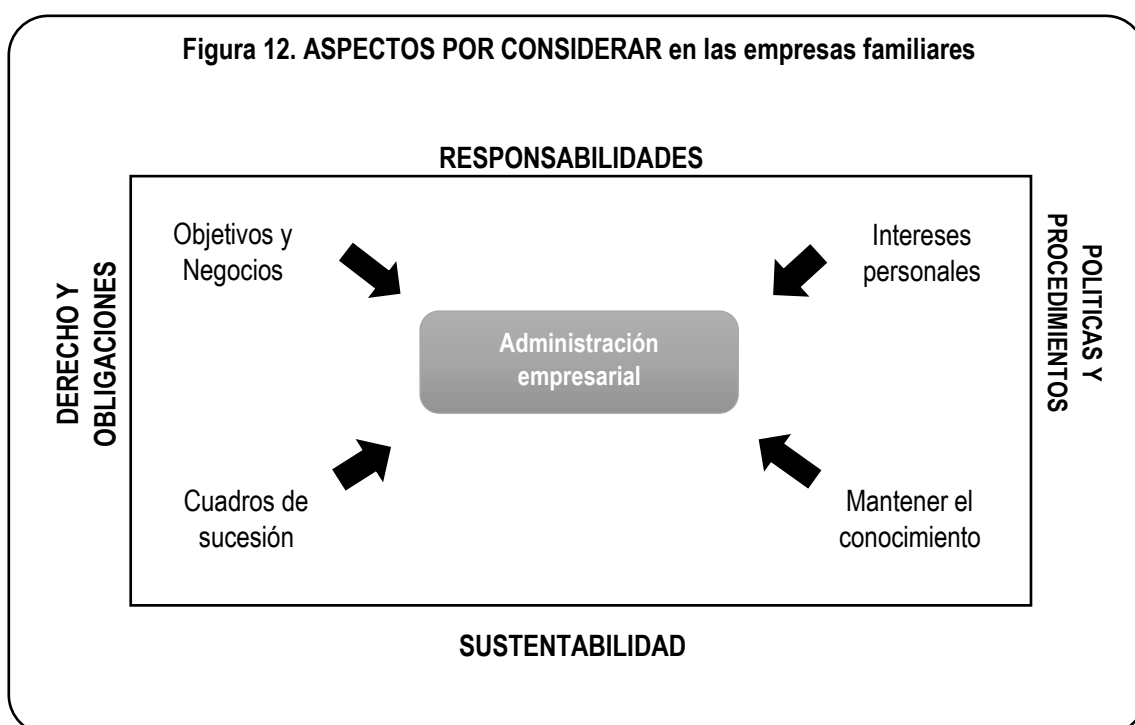 Figura 12. ASPECTOS POR CONSIDERAR en las empresas familiares
RESPONSABILIDADES
DERECHO Y
OBLIGACIONES
Objetivos y
Negocios
Intereses
personales
POLITICAS Y
PROCEDIMIENTOS
Administración
empresarial
Cuadros de
sucesión
Mantener el
conocimiento
SUSTENTABILIDAD